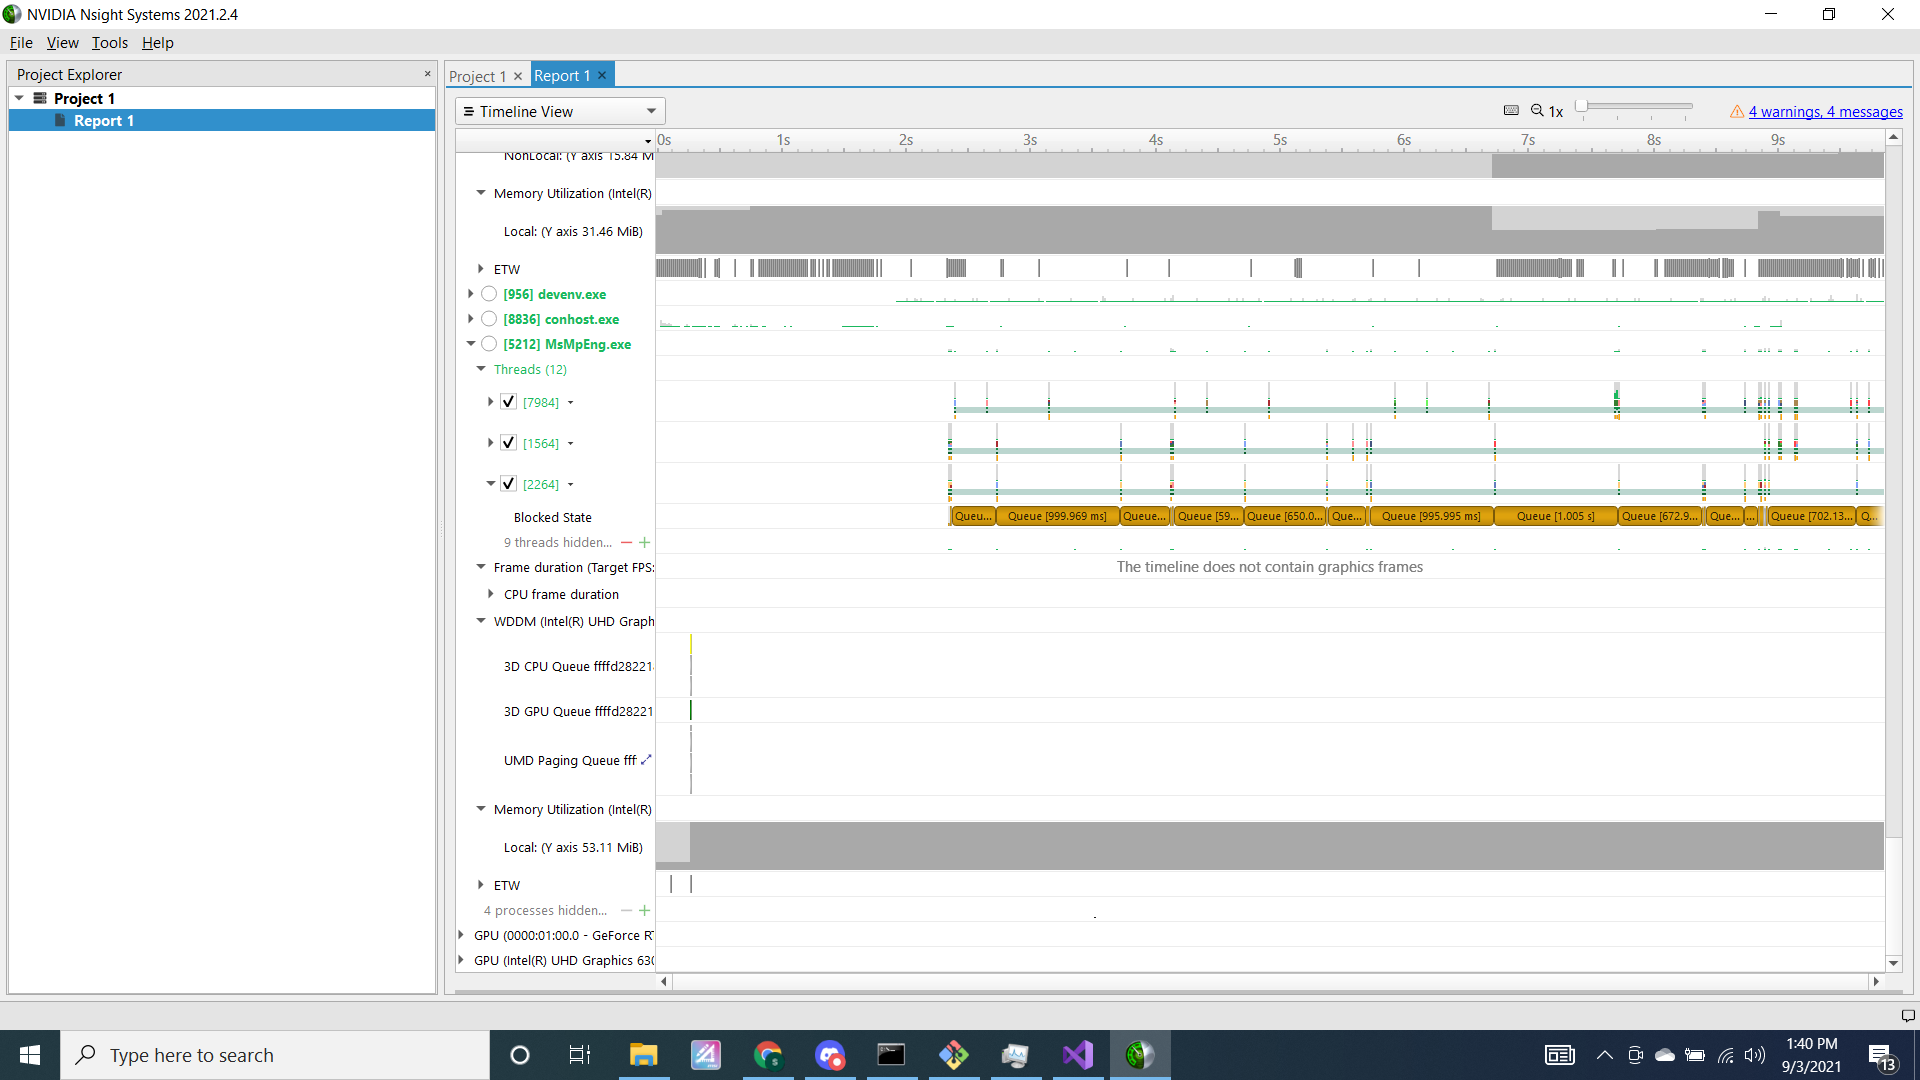 NVIDIA Nsight Systems 2021.2.4
File View Tools Help
Project Explorer
Project 1
Report 1
Project 1
Report 1
Timeline View
1x
4 warnings, 4 messages
0s 1s 2s 3s 4s 5s 6s 7s 8s 9s
NonLocal: (Y axis 15.84 M
Memory Utilization (Intel(R)
Local: (Y axis 31.46 MiB)
ETW
[956] devenv.exe
[8836] conhost.exe
[5212] MsMpEng.exe
Threads (12)
[7984]
[1564]
[2264]
Blocked State
Queu... Queue [999.969 ms] Queue... Queue [59... Queue [650.0... Que... Queue [995.995 ms] Queue [1.005 s] Queue [672.9... Que... ... Queue [702.13... Q...
9 threads hidden...
Frame duration (Target FPS:
The timeline does not contain graphics frames
CPU frame duration
WDDM (Intel(R) UHD Graph
3D CPU Queue ffffd28221
3D GPU Queue ffffd28221
UMD Paging Queue fff
Memory Utilization (Intel(R)
Local: (Y axis 53.11 MiB)
ETW
4 processes hidden...
GPU (0000:01:00.0 - GeForce RT
GPU (Intel(R) UHD Graphics 630
Type here to search
1:40 PM
9/3/2021
13